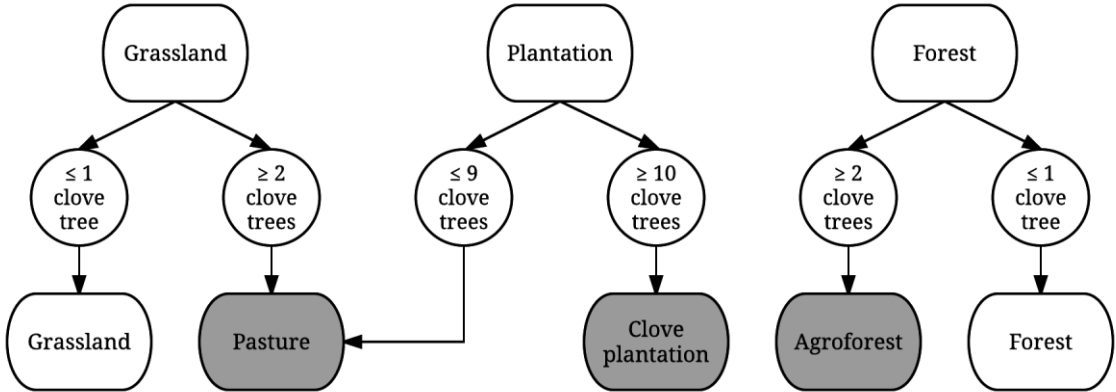 Grassland
Plantation
Forest
≤ 1
clove
tree
≥ 2
clove
trees
≤ 9
clove
trees
≥ 10
clove
trees
≥ 2
clove
trees
≤ 1
clove
tree
Grassland
Pasture
Clove
plantation
Agroforest
Forest